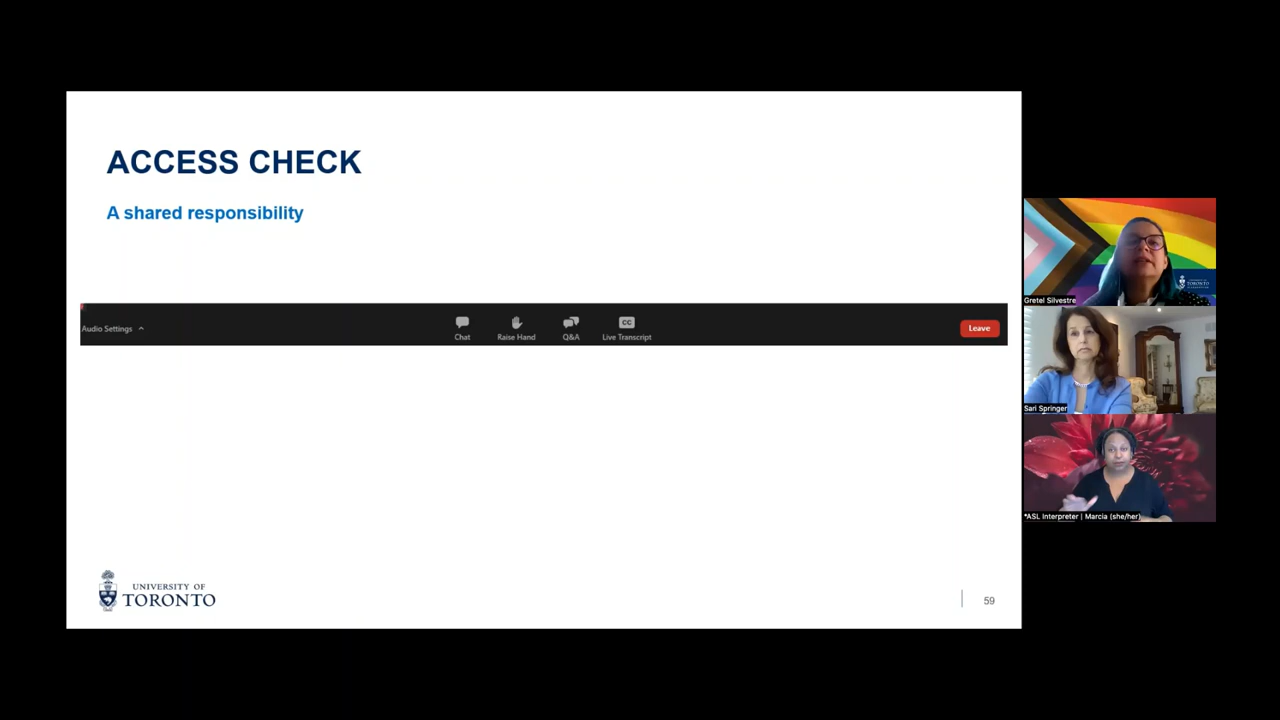 ACCESS CHECK
A shared responsibility
Audio Settings
Chat
Raise Hand
Q&A
CC
Live Transcript
Leave
UNIVERSITY OF
TORONTO
59
TORONTO
Gretel Silvestre
Sari Springer
*ASL Interpreter | Marcia (she/her)